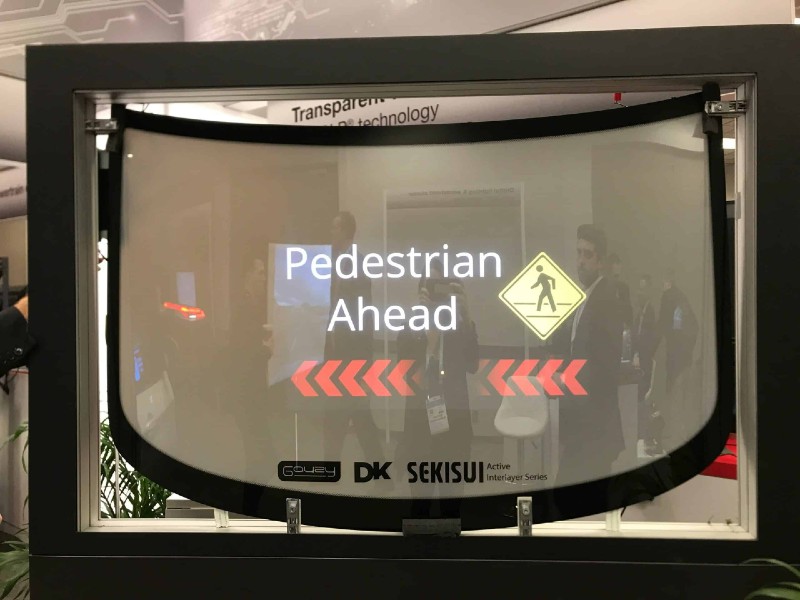 Transparent
technology
Pedestrian
Ahead
Gauzy DK SEKISUI Active
Interlayer Series